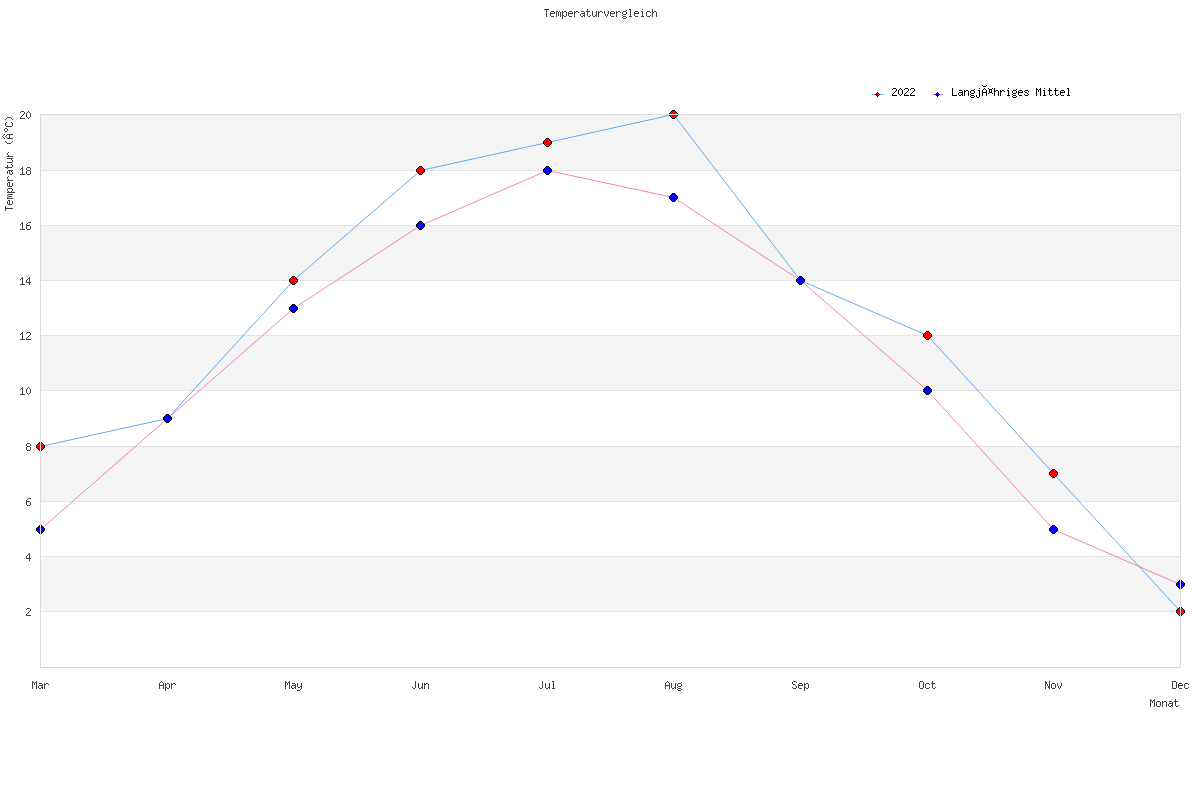 Temperaturvergleich
2022
LangjÃ¤hriges Mittel
Temperatur (Â°C)
20
18
16
14
12
10
8
6
4
2
Mar Apr May Jun Jul Aug Sep Oct Nov Dec
Monat